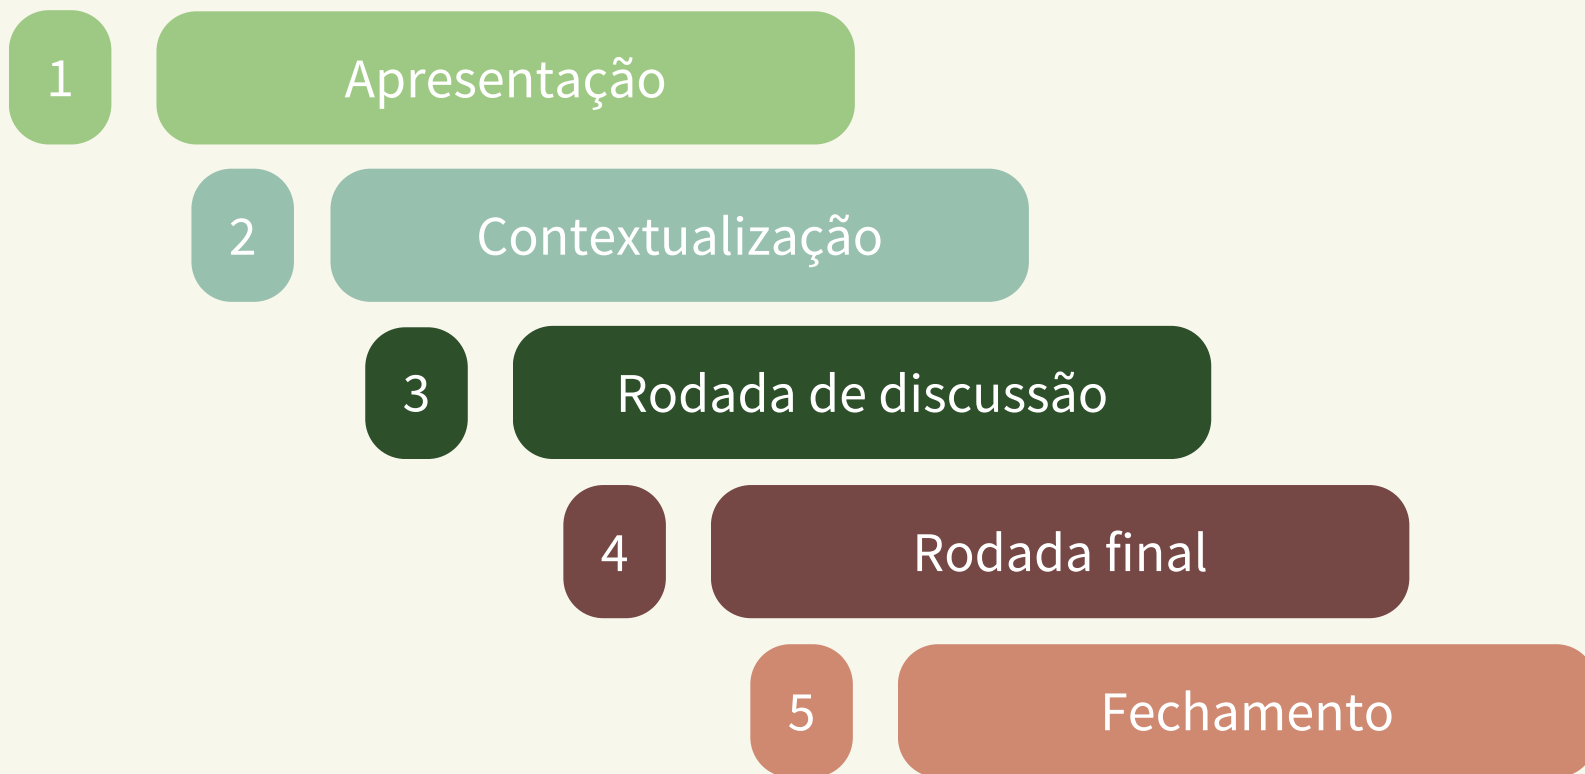 1 Apresentação
2 Contextualização
3 Rodada de discussão
4 Rodada final
5 Fechamento